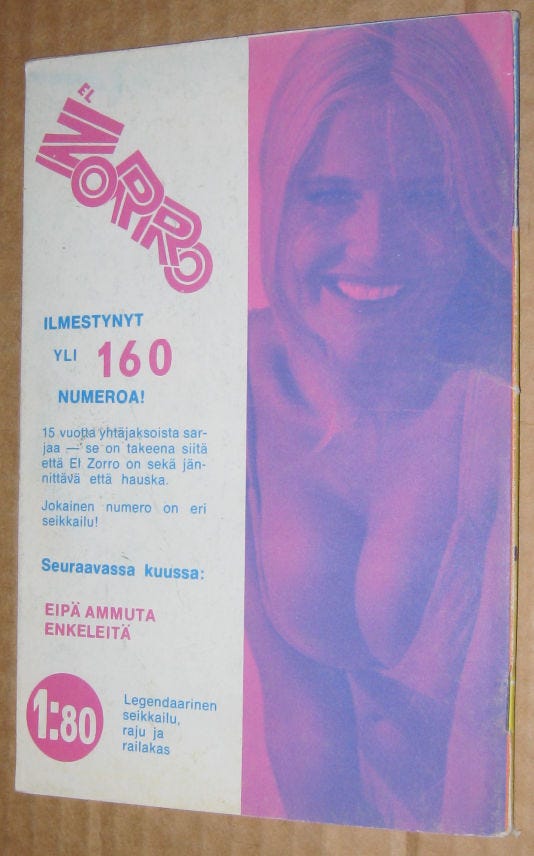 EL
ZORRO
ILMESTYNYT
YLI 160
NUMEROA!
15 vuotta yhtäjaksoista sar-
jaa — se on takeena siitä
että El Zorro on sekä jän-
nittävä että hauska.
Jokainen numero on eri
seikkailu!
Seuraavassa kuussa:
EIPÄ AMMUTA
ENKELEITÄ
1:80
Legendaarinen
seikkailu,
raju ja
railakas